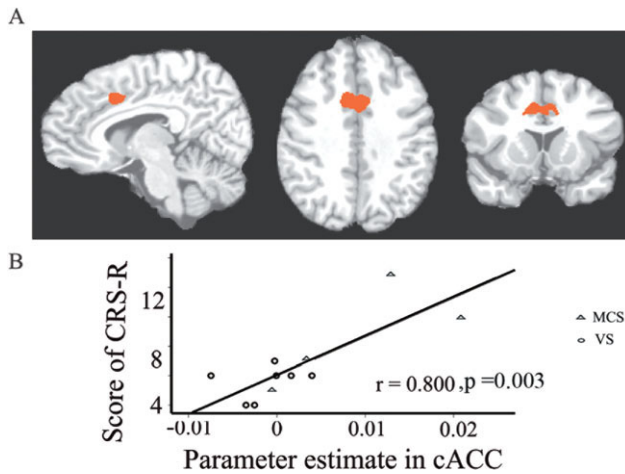 A
B
Score of CRS-R
12
8
4
r = 0.800 ,p =0.003
-0.01
0
0.01
0.02
Parameter estimate in cACC
MCS
VS